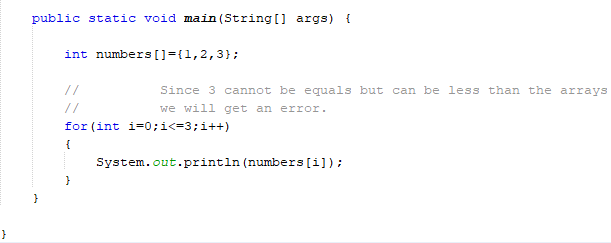 public static void main(String[] args) {
int numbers[]={1,2,3};
// Since 3 cannot be equals but can be less than the arrays
// we will get an error.
for(int i=0;i<=3;i++)
{
System.out.println(numbers[i]);
}
}
}